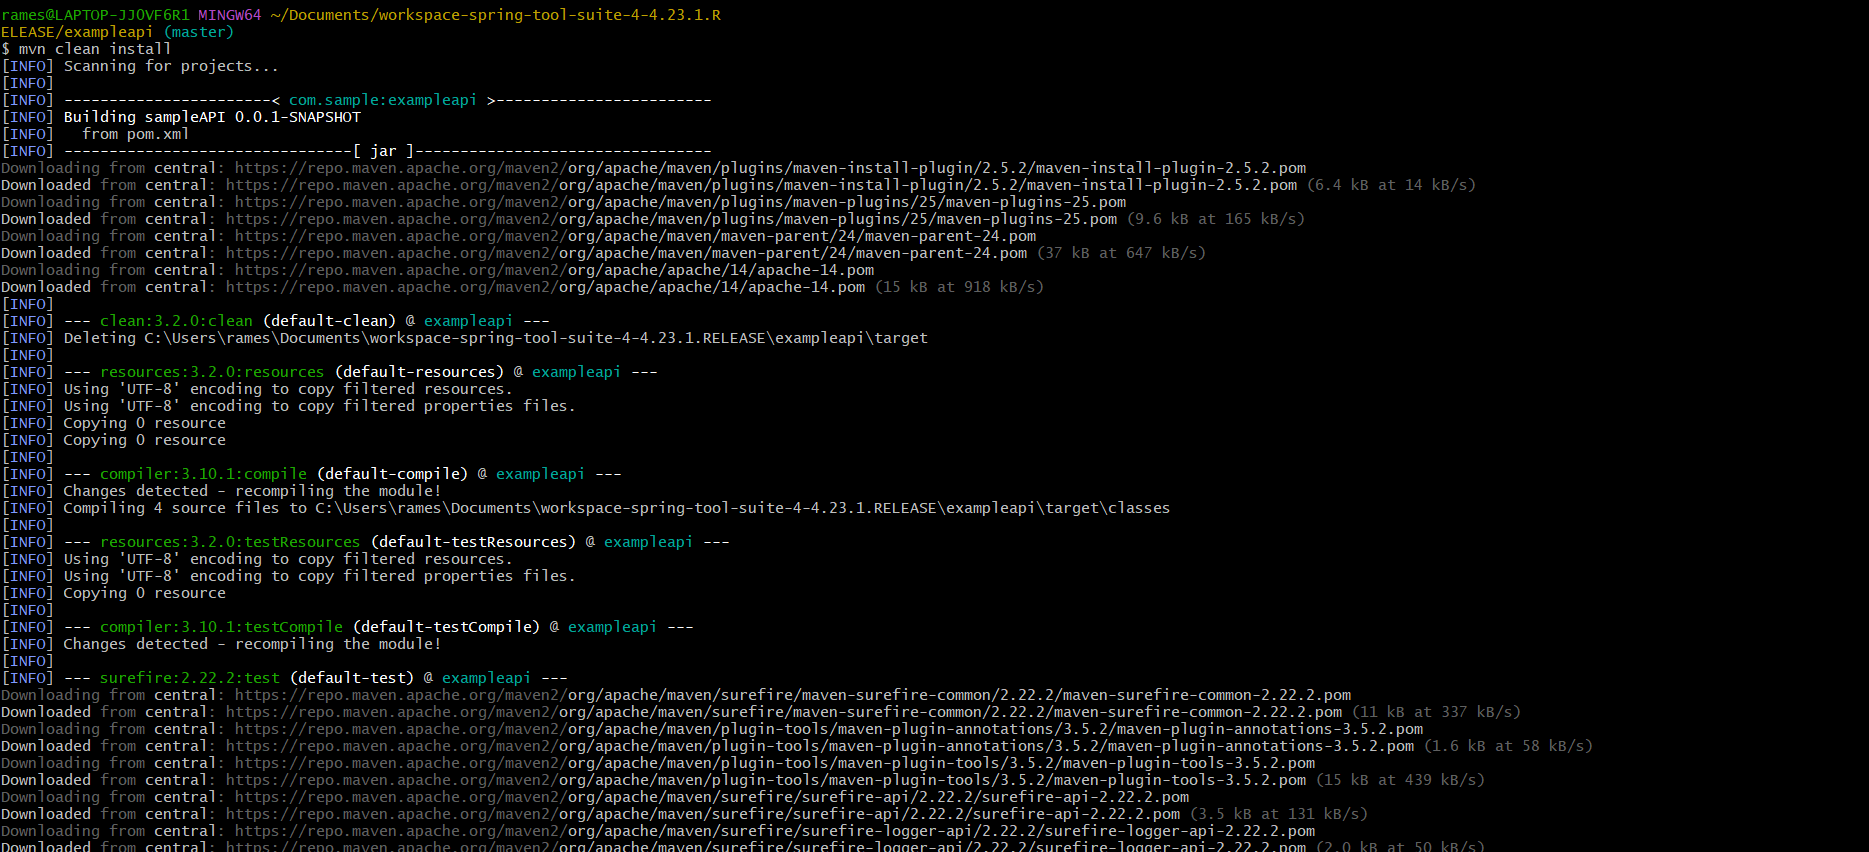 rames@LAPTOP-JJOVF6R1 MINGW64 ~/Documents/workspace-spring-tool-suite-4-4.23.1.R
ELEASE/exampleapi (master)
$ mvn clean install
[INFO] Scanning for projects...
[INFO]
[INFO] -----------------------< com.sample:exampleapi >------------------------
[INFO] Building sampleAPI 0.0.1-SNAPSHOT
[INFO]   from pom.xml
[INFO] --------------------------------[ jar ]---------------------------------
Downloading from central: https://repo.maven.apache.org/maven2/org/apache/maven/plugins/maven-install-plugin/2.5.2/maven-install-plugin-2.5.2.pom
Downloaded from central: https://repo.maven.apache.org/maven2/org/apache/maven/plugins/maven-install-plugin/2.5.2/maven-install-plugin-2.5.2.pom (6.4 kB at 14 kB/s)
Downloading from central: https://repo.maven.apache.org/maven2/org/apache/maven/plugins/maven-plugins/25/maven-plugins-25.pom
Downloaded from central: https://repo.maven.apache.org/maven2/org/apache/maven/plugins/maven-plugins/25/maven-plugins-25.pom (9.6 kB at 165 kB/s)
Downloading from central: https://repo.maven.apache.org/maven2/org/apache/maven/maven-parent/24/maven-parent-24.pom
Downloaded from central: https://repo.maven.apache.org/maven2/org/apache/maven/maven-parent/24/maven-parent-24.pom (37 kB at 647 kB/s)
Downloading from central: https://repo.maven.apache.org/maven2/org/apache/apache/14/apache-14.pom
Downloaded from central: https://repo.maven.apache.org/maven2/org/apache/apache/14/apache-14.pom (15 kB at 918 kB/s)
[INFO]
[INFO] --- clean:3.2.0:clean (default-clean) @ exampleapi ---
[INFO] Deleting C:\Users\rames\Documents\workspace-spring-tool-suite-4-4.23.1.RELEASE\exampleapi\target
[INFO]
[INFO] --- resources:3.2.0:resources (default-resources) @ exampleapi ---
[INFO] Using 'UTF-8' encoding to copy filtered resources.
[INFO] Using 'UTF-8' encoding to copy filtered properties files.
[INFO] Copying 0 resource
[INFO] Copying 0 resource
[INFO]
[INFO] --- compiler:3.10.1:compile (default-compile) @ exampleapi ---
[INFO] Changes detected - recompiling the module!
[INFO] Compiling 4 source files to C:\Users\rames\Documents\workspace-spring-tool-suite-4-4.23.1.RELEASE\exampleapi\target\classes
[INFO]
[INFO] --- resources:3.2.0:testResources (default-testResources) @ exampleapi ---
[INFO] Using 'UTF-8' encoding to copy filtered resources.
[INFO] Using 'UTF-8' encoding to copy filtered properties files.
[INFO] Copying 0 resource
[INFO]
[INFO] --- compiler:3.10.1:testCompile (default-testCompile) @ exampleapi ---
[INFO] Changes detected - recompiling the module!
[INFO]
[INFO] --- surefire:2.22.2:test (default-test) @ exampleapi ---
Downloading from central: https://repo.maven.apache.org/maven2/org/apache/maven/surefire/maven-surefire-common/2.22.2/maven-surefire-common-2.22.2.pom
Downloaded from central: https://repo.maven.apache.org/maven2/org/apache/maven/surefire/maven-surefire-common/2.22.2/maven-surefire-common-2.22.2.pom (11 kB at 337 kB/s)
Downloading from central: https://repo.maven.apache.org/maven2/org/apache/maven/plugin-tools/maven-plugin-annotations/3.5.2/maven-plugin-annotations-3.5.2.pom
Downloaded from central: https://repo.maven.apache.org/maven2/org/apache/maven/plugin-tools/maven-plugin-annotations/3.5.2/maven-plugin-annotations-3.5.2.pom (1.6 kB at 58 kB/s)
Downloading from central: https://repo.maven.apache.org/maven2/org/apache/maven/plugin-tools/maven-plugin-tools/3.5.2/maven-plugin-tools-3.5.2.pom
Downloaded from central: https://repo.maven.apache.org/maven2/org/apache/maven/plugin-tools/maven-plugin-tools/3.5.2/maven-plugin-tools-3.5.2.pom (15 kB at 439 kB/s)
Downloading from central: https://repo.maven.apache.org/maven2/org/apache/maven/surefire/surefire-api/2.22.2/surefire-api-2.22.2.pom
Downloaded from central: https://repo.maven.apache.org/maven2/org/apache/maven/surefire/surefire-api/2.22.2/surefire-api-2.22.2.pom (3.5 kB at 131 kB/s)
Downloading from central: https://repo.maven.apache.org/maven2/org/apache/maven/surefire/surefire-logger-api/2.22.2/surefire-logger-api-2.22.2.pom
Downloaded from central: https://repo.maven.apache.org/maven2/org/apache/maven/surefire/surefire-logger-api/2.22.2/surefire-logger-api-2.22.2.pom (2.0 kB at 50 kB/s)